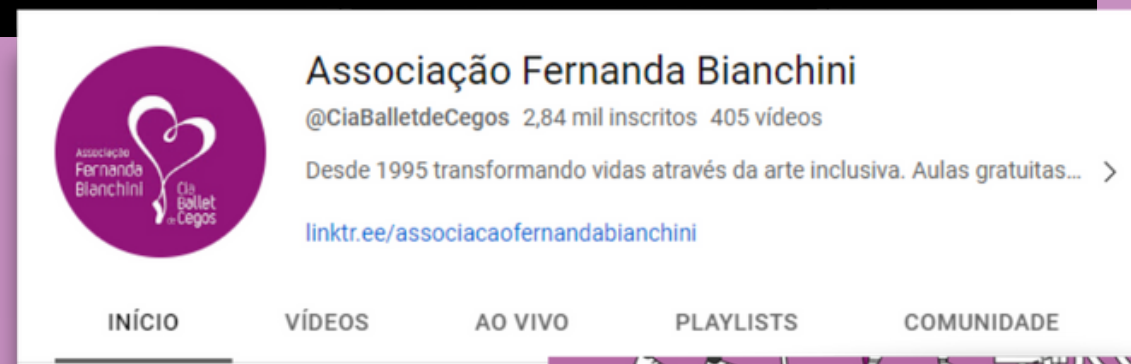 Associação Fernanda Bianchini
@CiaBalletdeCegos 2,84 mil inscritos 405 vídeos
Desde 1995 transformando vidas através da arte inclusiva. Aulas gratuitas...
linktr.ee/associacaofernandabianchini
Associação
Fernanda
Bianchini
Cia
Ballet
de Cegos
INÍCIO VÍDEOS AO VIVO PLAYLISTS COMUNIDADE